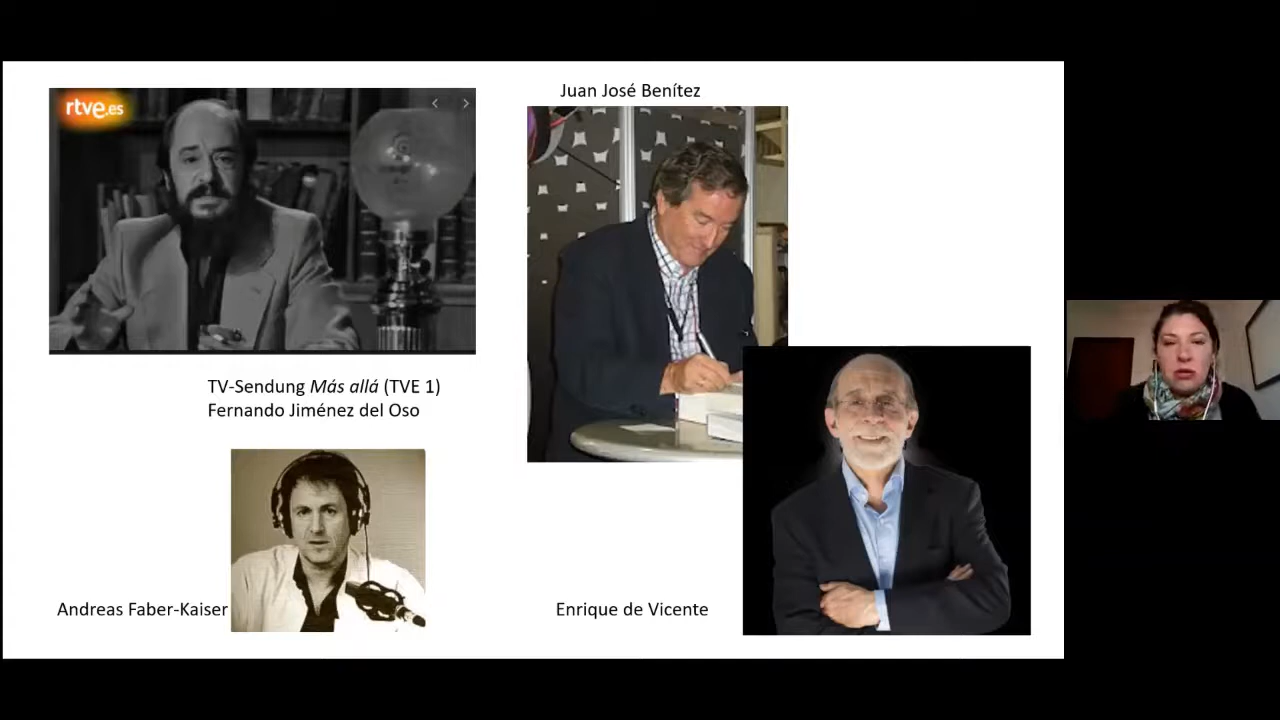 rtve.es
Juan José Benítez
TV-Sendung Más allá (TVE 1)
Fernando Jiménez del Oso
Andreas Faber-Kaiser
Enrique de Vicente